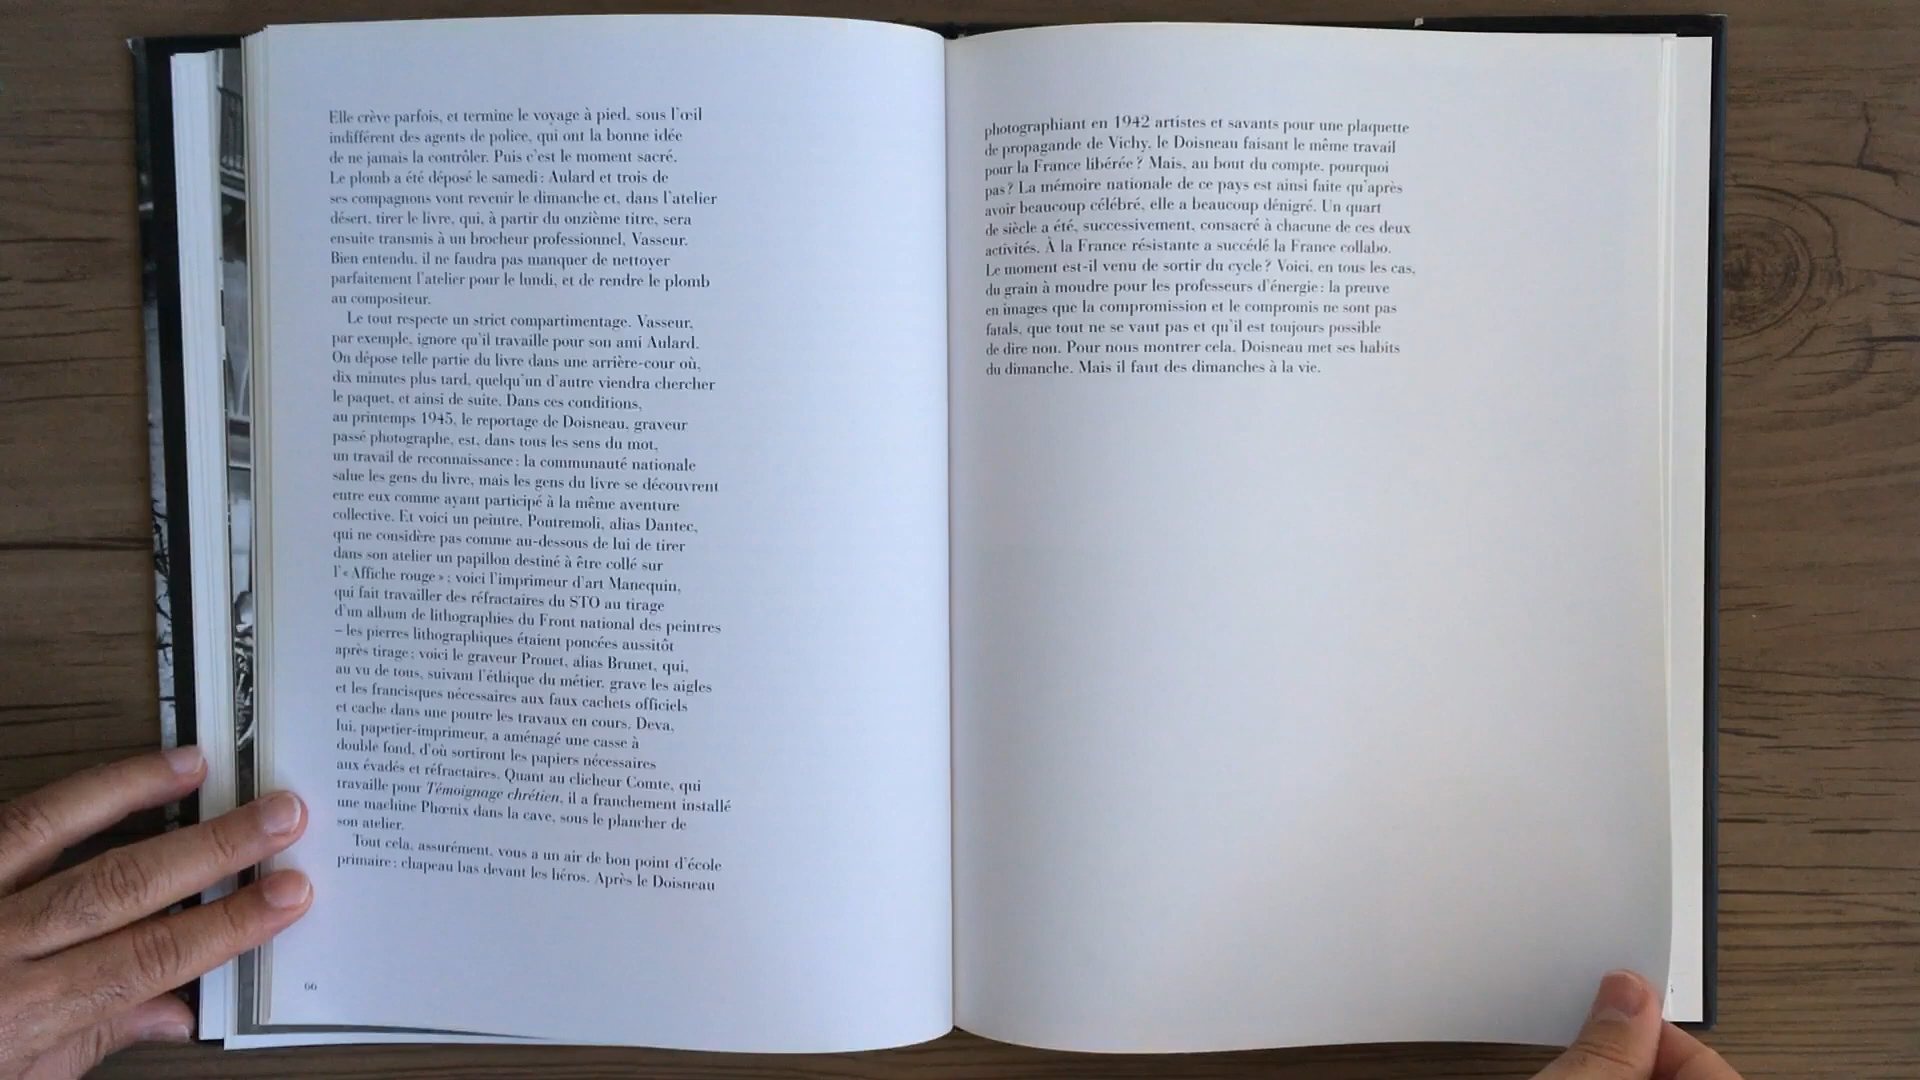 Elle crève parfois, et termine le voyage à pied, sous l'œil
indifférent des agents de police, qui ont la bonne idée
de ne jamais la contrôler. Puis c'est le moment sacré.
Le plomb a été déposé le samedi : Aulard et trois de
ses compagnons vont revenir le dimanche et, dans l'atelier
désert, tirer le livre, qui, à partir du onzième titre, sera
ensuite transmis à un brocheur professionnel, Vasseur.
Bien entendu, il ne faudra pas manquer de nettoyer
parfaitement l'atelier pour le lundi, et de rendre le plomb
au compositeur.
Le tout respecte un strict compartimentage. Vasseur,
par exemple, ignore qu'il travaille pour son ami Aulard.
On dépose telle partie du livre dans une arrière-cour où,
dix minutes plus tard, quelqu'un d'autre viendra chercher
le paquet, et ainsi de suite. Dans ces conditions,
au printemps 1945, le reportage de Doisneau, graveur
passé photographe, est, dans tous les sens du mot,
un travail de reconnaissance : la communauté nationale
salue les gens du livre, mais les gens du livre se découvrent
entre eux comme ayant participé à la même aventure
collective. Et voici un peintre, Pontremoli, alias Dantec,
qui ne considère pas comme au-dessous de lui de tirer
dans son atelier un papillon destiné à être collé sur
l'« Affiche rouge » ; voici l'imprimeur d'art Manequin,
qui fait travailler des réfractaires du STO au tirage
d'un album de lithographies du Front national des peintres
– les pierres lithographiques étaient poncées aussitôt
après tirage ; voici le graveur Prouet, alias Brunet, qui,
au vu de tous, suivant l'éthique du métier, grave les aigles
et les francisques nécessaires aux faux cachets officiels
et cache dans une poutre les travaux en cours. Deva,
lui, papetier-imprimeur, a aménagé une casse à
double fond, d'où sortiront les papiers nécessaires
aux évadés et réfractaires. Quant au clicheur Comte, qui
travaille pour Témoignage chrétien, il a franchement installé
une machine Phœnix dans la cave, sous le plancher de
son atelier.
Tout cela, assurément, vous a un air de bon point d'école
primaire : chapeau bas devant les héros. Après le Doisneau
66
photographiant en 1942 artistes et savants pour une plaquette
de propagande de Vichy, le Doisneau faisant le même travail
pour la France libérée ? Mais, au bout du compte, pourquoi
pas ? La mémoire nationale de ce pays est ainsi faite qu'après
avoir beaucoup célébré, elle a beaucoup dénigré. Un quart
de siècle a été, successivement, consacré à chacune de ces deux
activités. À la France résistante a succédé la France collabo.
Le moment est-il venu de sortir du cycle ? Voici, en tous les cas,
du grain à moudre pour les professeurs d'énergie : la preuve
en images que la compromission et le compromis ne sont pas
fatals, que tout ne se vaut pas et qu'il est toujours possible
de dire non. Pour nous montrer cela, Doisneau met ses habits
du dimanche. Mais il faut des dimanches à la vie.